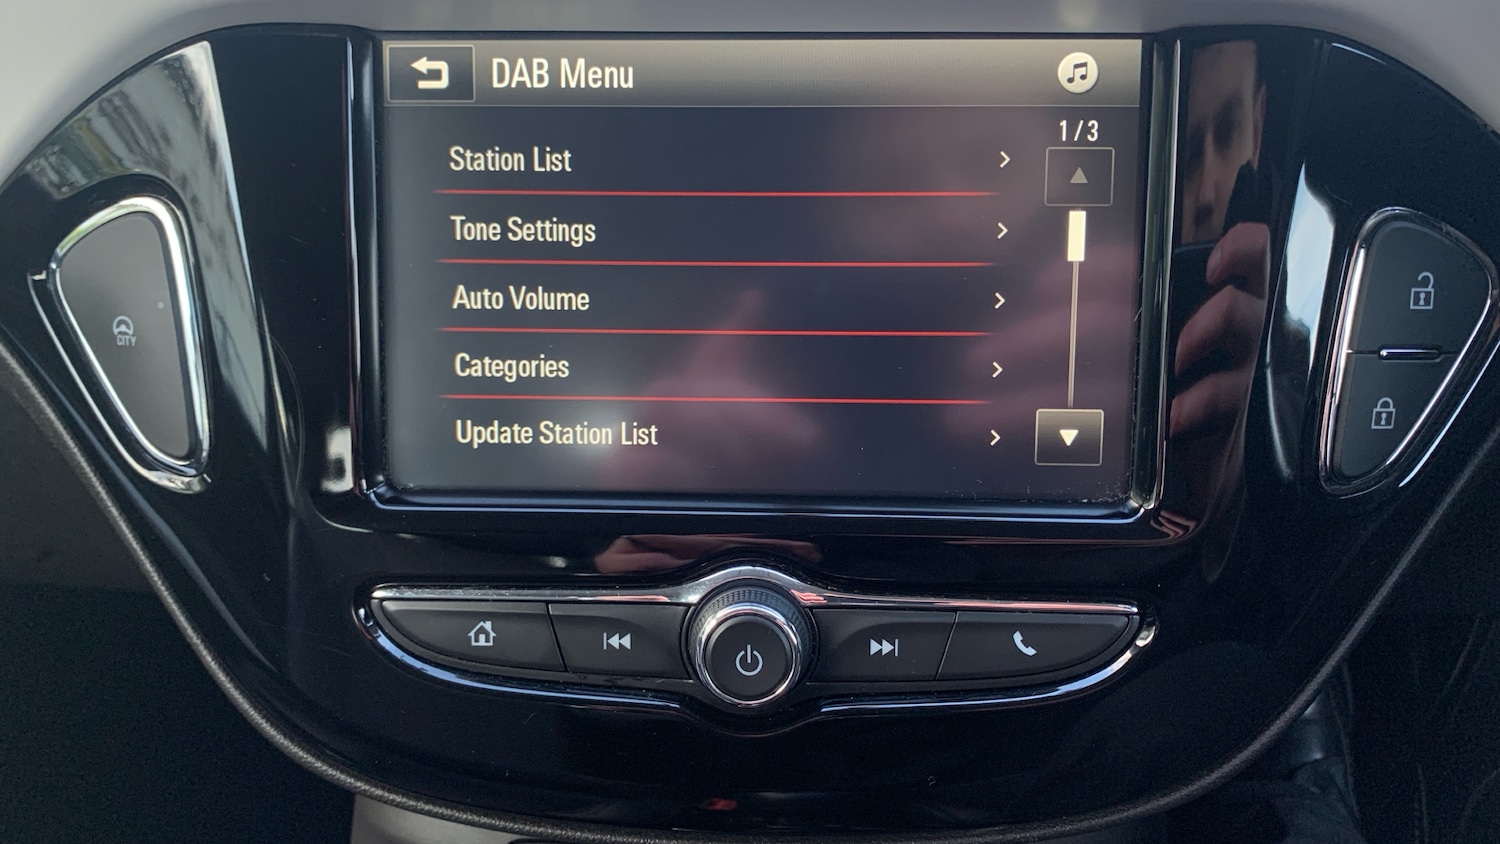 DAB Menu
1/3
Station List
Tone Settings
Auto Volume
Categories
Update Station List
CITY